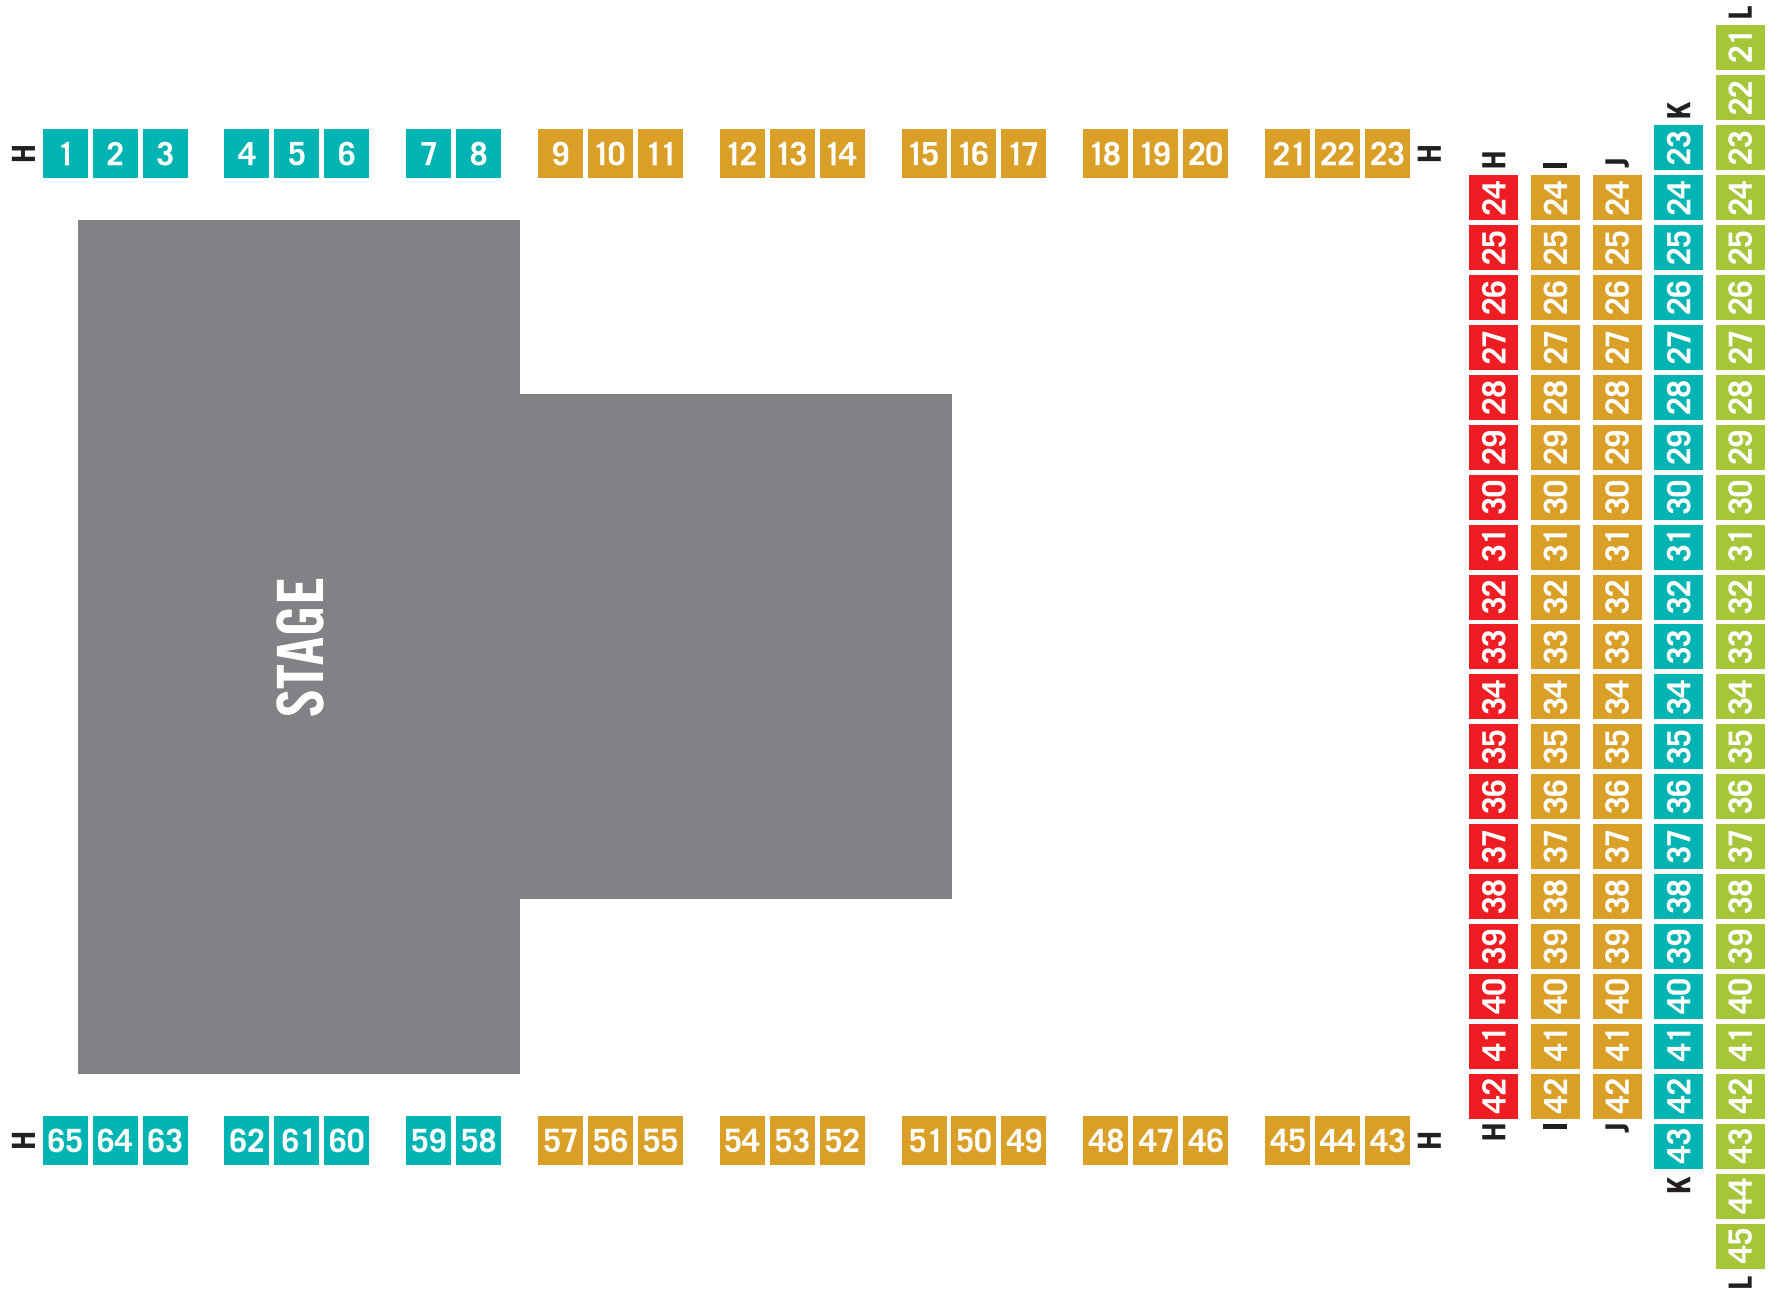 H 1 2 3 4 5 6 7 8 9 10 11 12 13 14 15 16 17 18 19 20 21 22 23 H
STAGE
H 65 64 63 62 61 60 59 58 57 56 55 54 53 52 51 50 49 48 47 46 45 44 43 H
H 24 25 26 27 28 29 30 31 32 33 34 35 36 37 38 39 40 41 42 H
I 24 25 26 27 28 29 30 31 32 33 34 35 36 37 38 39 40 41 42 I
J 24 25 26 27 28 29 30 31 32 33 34 35 36 37 38 39 40 41 42 J
K 23 24 25 26 27 28 29 30 31 32 33 34 35 36 37 38 39 40 41 42 43 K
L 21 22 23 24 25 26 27 28 29 30 31 32 33 34 35 36 37 38 39 40 41 42 43 44 45 L